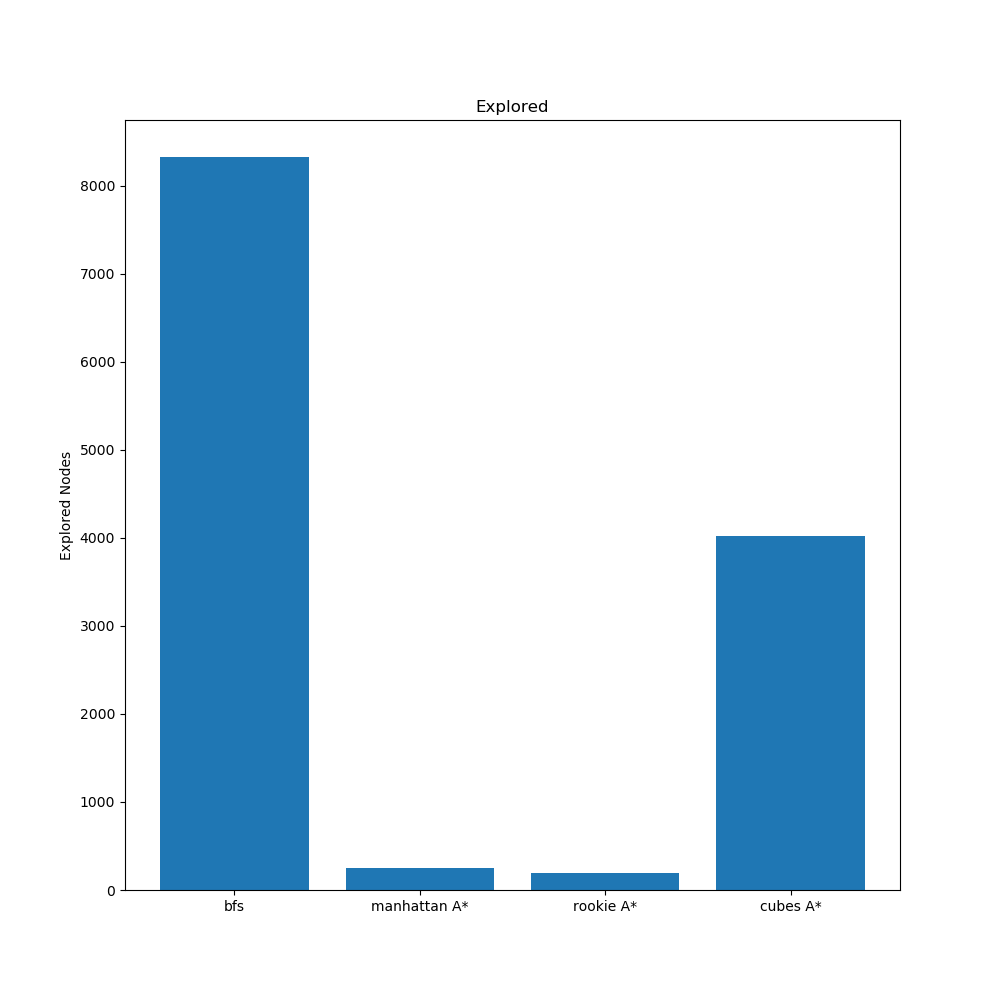 Explored
8000
7000
6000
5000
4000
3000
2000
1000
0
Explored Nodes
bfs
manhattan A*
rookie A*
cubes A*